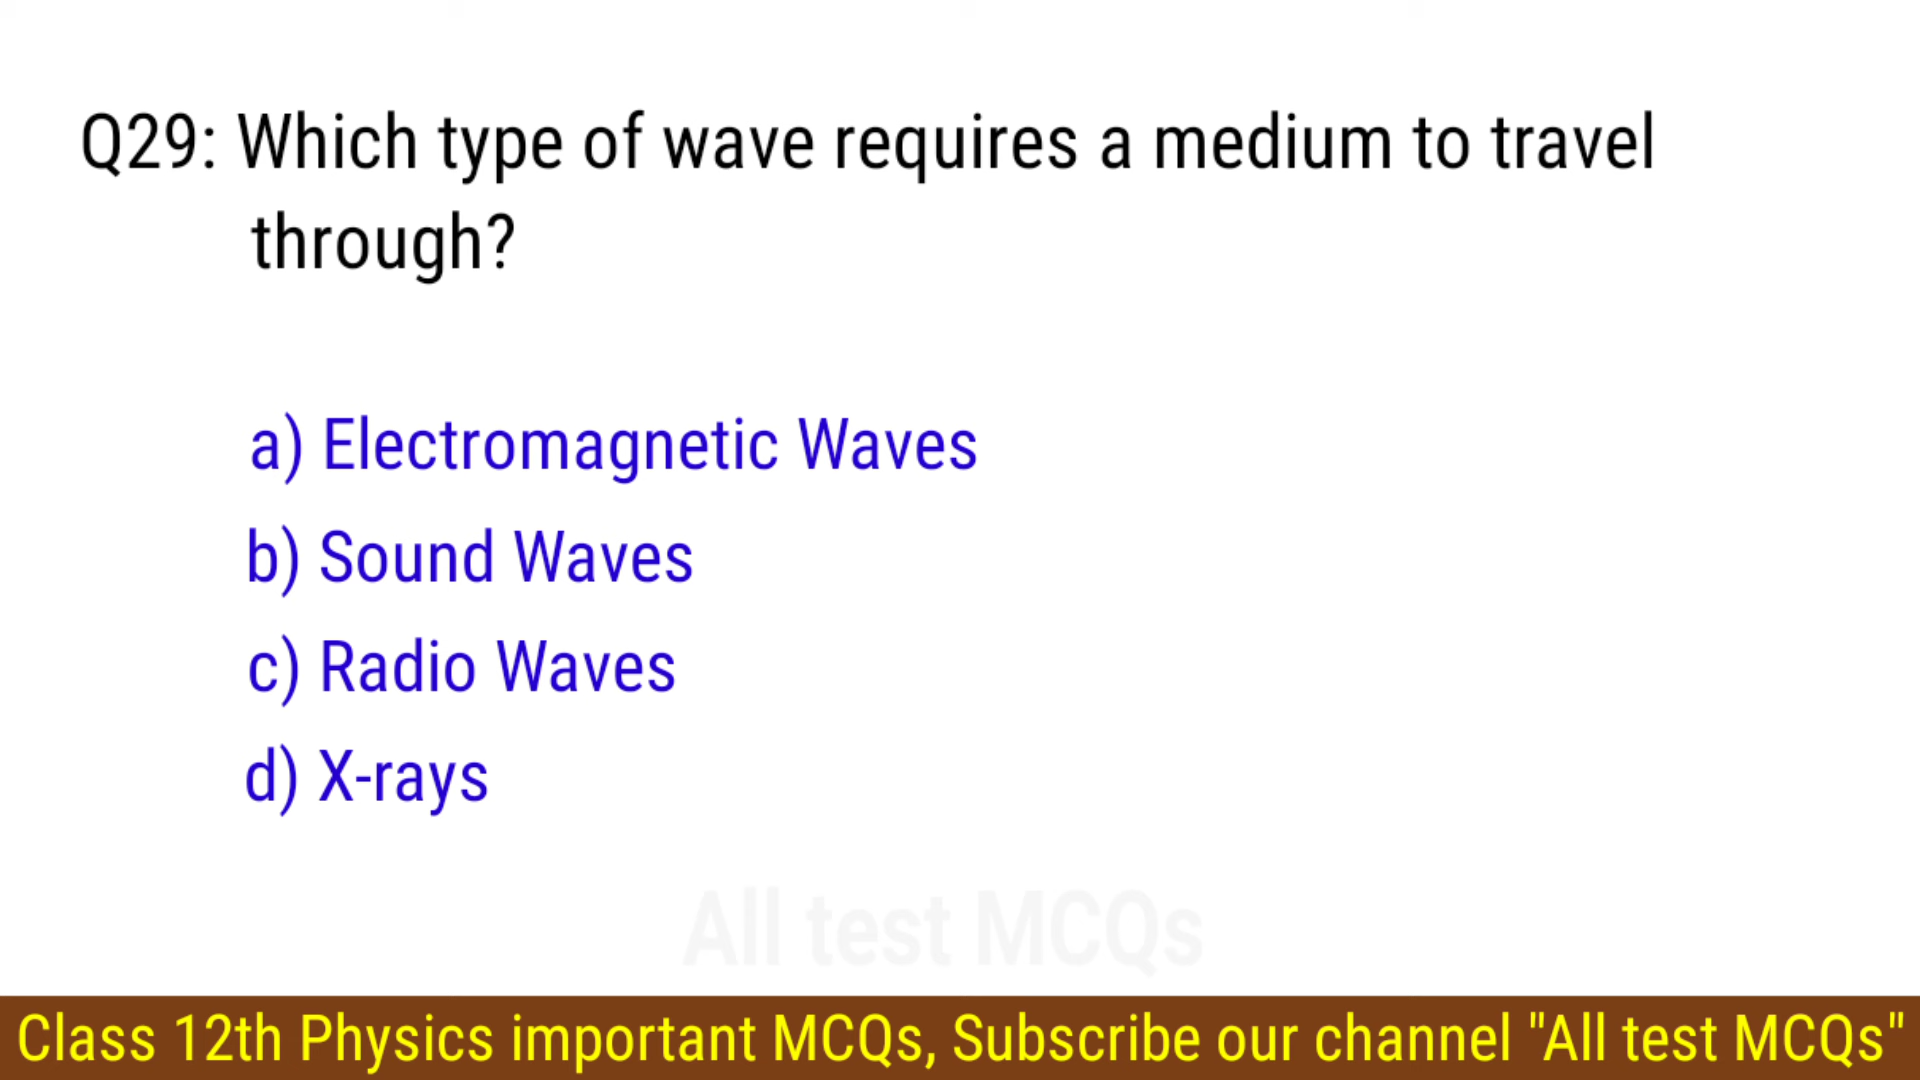 Q29: Which type of wave requires a medium to travel
through?
a) Electromagnetic Waves
b) Sound Waves
c) Radio Waves
d) X-rays
All test MCQs
Class 12th Physics important MCQs, Subscribe our channel "All test MCQs"